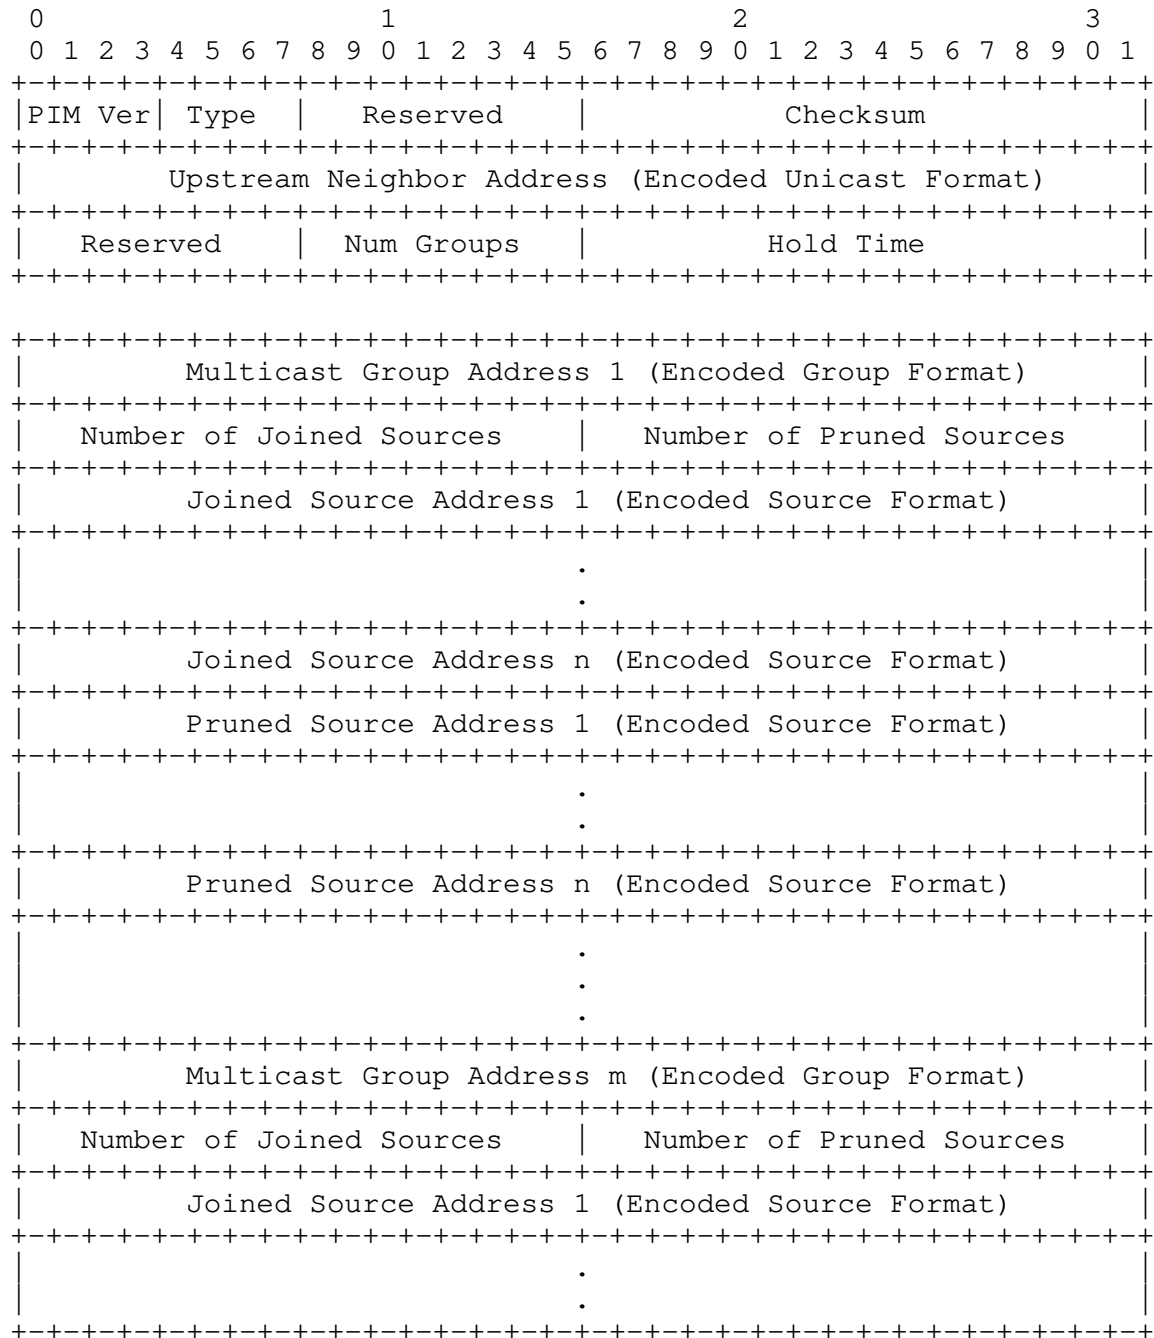 0                   1                   2                   3
 0 1 2 3 4 5 6 7 8 9 0 1 2 3 4 5 6 7 8 9 0 1 2 3 4 5 6 7 8 9 0 1
+-+-+-+-+-+-+-+-+-+-+-+-+-+-+-+-+-+-+-+-+-+-+-+-+-+-+-+-+-+-+-+-+
|PIM Ver| Type  |   Reserved    |           Checksum            |
+-+-+-+-+-+-+-+-+-+-+-+-+-+-+-+-+-+-+-+-+-+-+-+-+-+-+-+-+-+-+-+-+
|        Upstream Neighbor Address (Encoded Unicast Format)     |
+-+-+-+-+-+-+-+-+-+-+-+-+-+-+-+-+-+-+-+-+-+-+-+-+-+-+-+-+-+-+-+-+
|   Reserved    |  Num Groups   |          Hold Time            |
+-+-+-+-+-+-+-+-+-+-+-+-+-+-+-+-+-+-+-+-+-+-+-+-+-+-+-+-+-+-+-+-+

+-+-+-+-+-+-+-+-+-+-+-+-+-+-+-+-+-+-+-+-+-+-+-+-+-+-+-+-+-+-+-+-+
|         Multicast Group Address 1 (Encoded Group Format)      |
+-+-+-+-+-+-+-+-+-+-+-+-+-+-+-+-+-+-+-+-+-+-+-+-+-+-+-+-+-+-+-+-+
|   Number of Joined Sources    |   Number of Pruned Sources    |
+-+-+-+-+-+-+-+-+-+-+-+-+-+-+-+-+-+-+-+-+-+-+-+-+-+-+-+-+-+-+-+-+
|         Joined Source Address 1 (Encoded Source Format)       |
+-+-+-+-+-+-+-+-+-+-+-+-+-+-+-+-+-+-+-+-+-+-+-+-+-+-+-+-+-+-+-+-+
|                               .                               |
|                               .                               |
+-+-+-+-+-+-+-+-+-+-+-+-+-+-+-+-+-+-+-+-+-+-+-+-+-+-+-+-+-+-+-+-+
|         Joined Source Address n (Encoded Source Format)       |
+-+-+-+-+-+-+-+-+-+-+-+-+-+-+-+-+-+-+-+-+-+-+-+-+-+-+-+-+-+-+-+-+
|         Pruned Source Address 1 (Encoded Source Format)       |
+-+-+-+-+-+-+-+-+-+-+-+-+-+-+-+-+-+-+-+-+-+-+-+-+-+-+-+-+-+-+-+-+
|                               .                               |
|                               .                               |
+-+-+-+-+-+-+-+-+-+-+-+-+-+-+-+-+-+-+-+-+-+-+-+-+-+-+-+-+-+-+-+-+
|         Pruned Source Address n (Encoded Source Format)       |
+-+-+-+-+-+-+-+-+-+-+-+-+-+-+-+-+-+-+-+-+-+-+-+-+-+-+-+-+-+-+-+-+
|                               .                               |
|                               .                               |
|                               .                               |
+-+-+-+-+-+-+-+-+-+-+-+-+-+-+-+-+-+-+-+-+-+-+-+-+-+-+-+-+-+-+-+-+
|         Multicast Group Address m (Encoded Group Format)      |
+-+-+-+-+-+-+-+-+-+-+-+-+-+-+-+-+-+-+-+-+-+-+-+-+-+-+-+-+-+-+-+-+
|   Number of Joined Sources    |   Number of Pruned Sources    |
+-+-+-+-+-+-+-+-+-+-+-+-+-+-+-+-+-+-+-+-+-+-+-+-+-+-+-+-+-+-+-+-+
|         Joined Source Address 1 (Encoded Source Format)       |
+-+-+-+-+-+-+-+-+-+-+-+-+-+-+-+-+-+-+-+-+-+-+-+-+-+-+-+-+-+-+-+-+
|                               .                               |
|                               .                               |
+-+-+-+-+-+-+-+-+-+-+-+-+-+-+-+-+-+-+-+-+-+-+-+-+-+-+-+-+-+-+-+-+